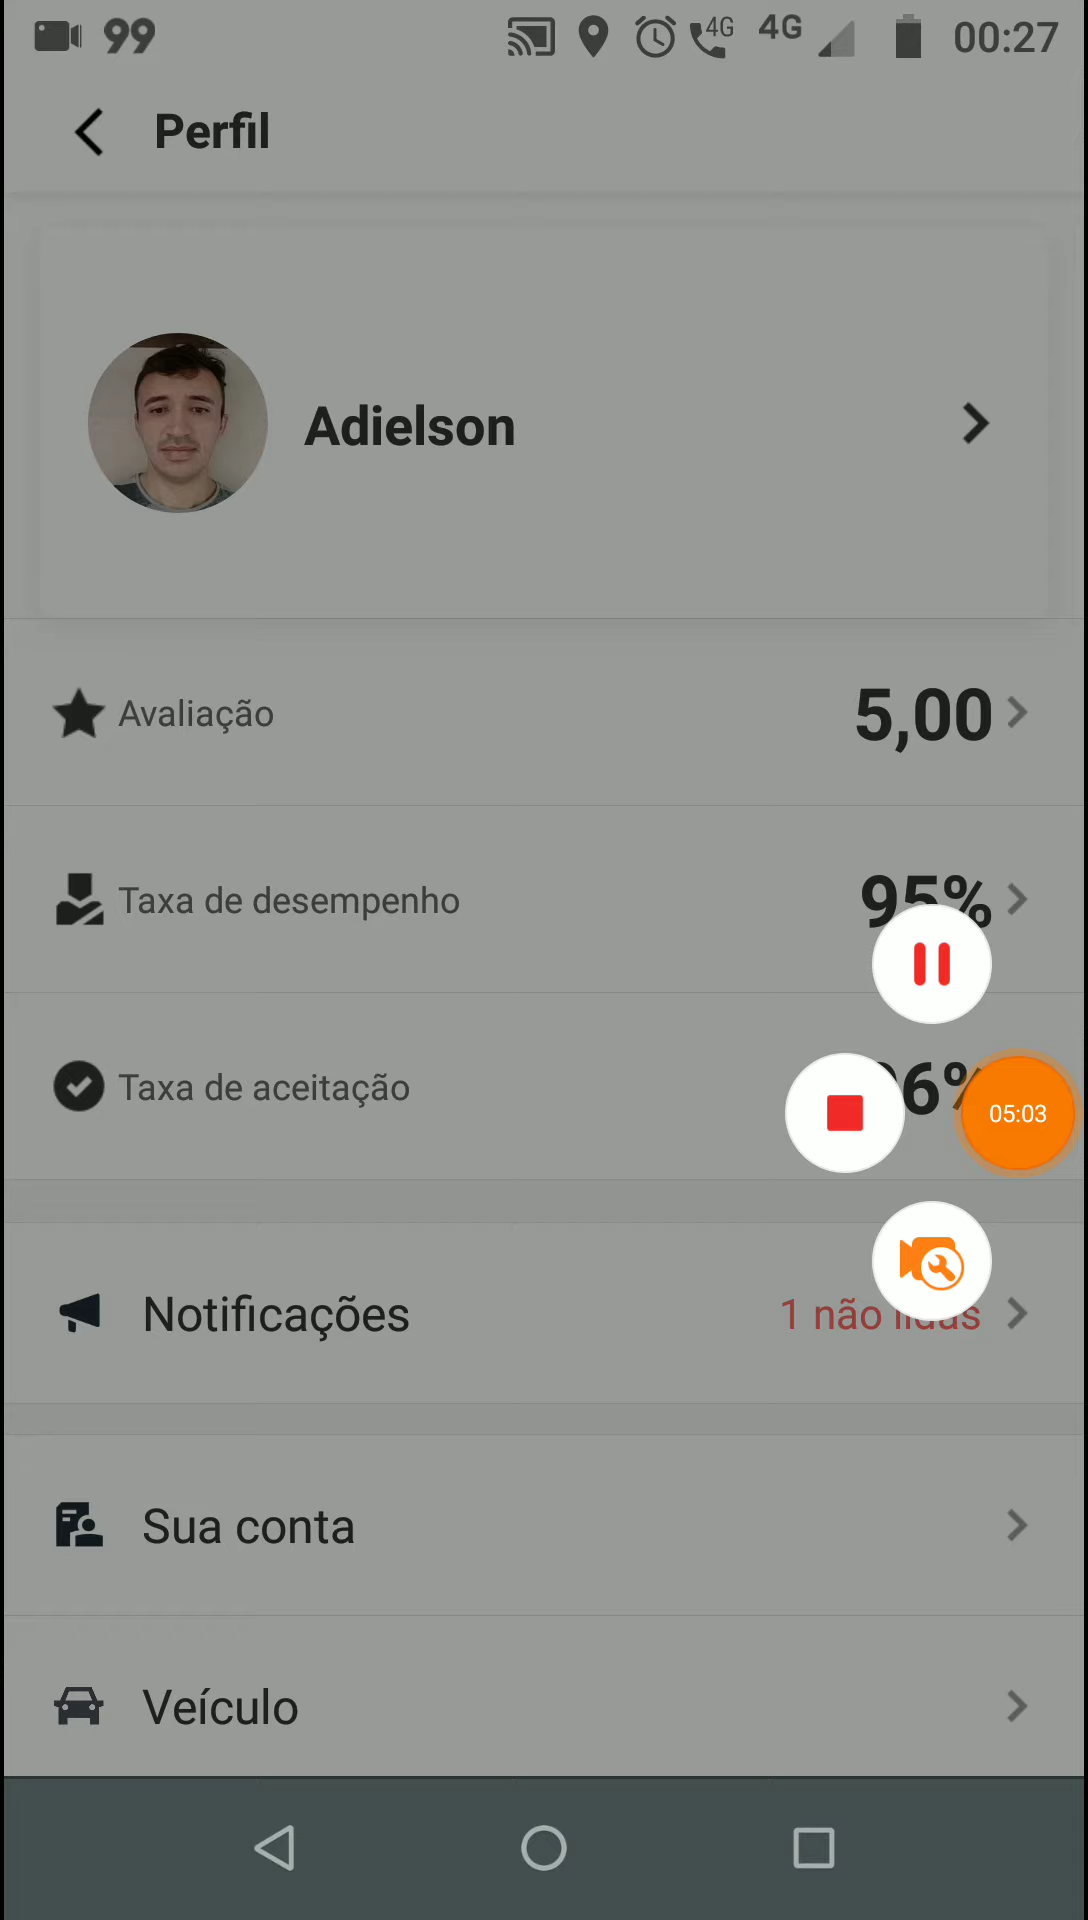 99 4G 4G 00:27
Perfil
Adielson
Avaliação 5,00
Taxa de desempenho 95%
Taxa de aceitação
05:03
Notificações 1 não lidas
Sua conta
Veículo